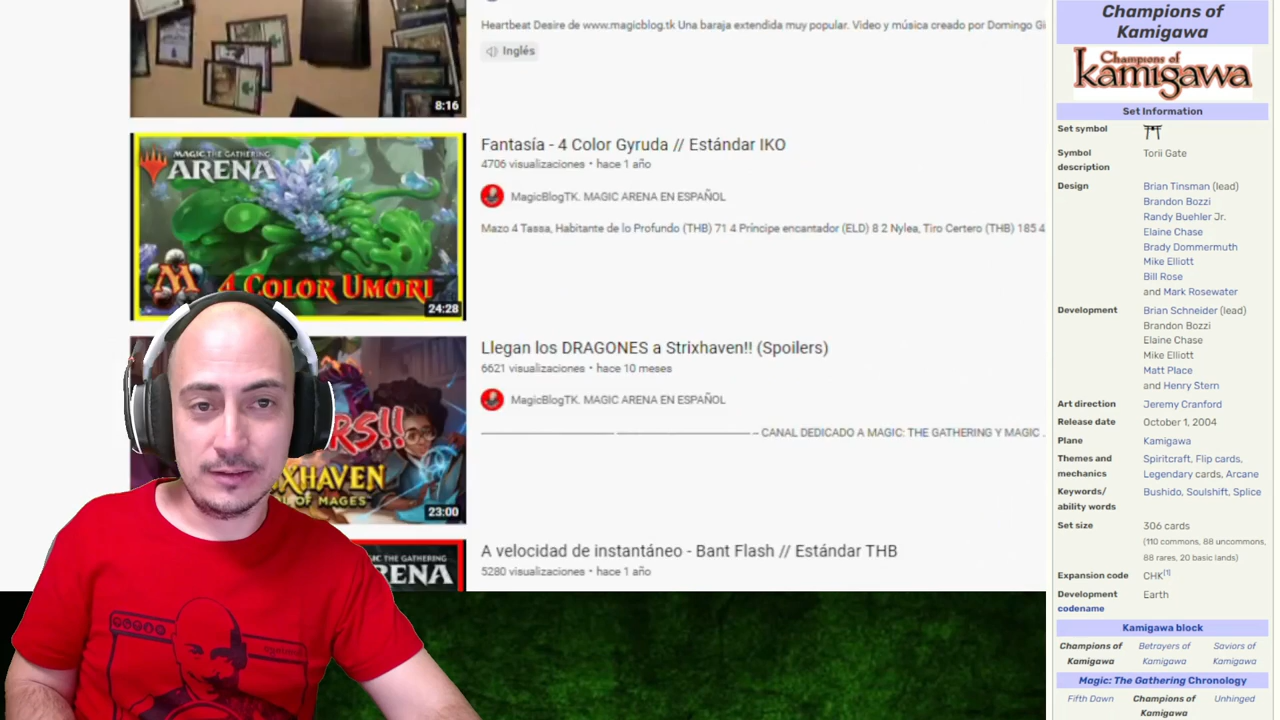 Heartbeat Desire de www.magicblog.tk Una baraja extendida muy popular. Video y música creado por Domingo Gi
Inglés
8:16
MAGIC THE GATHERING
ARENA
4 COLOR UMORI
24:28
Fantasía - 4 Color Gyruda // Estándar IKO
4706 visualizaciones • hace 1 año
MagicBlogTK. MAGIC ARENA EN ESPAÑOL
Mazo 4 Tassa, Habitante de lo Profundo (THB) 71 4 Príncipe encantador (ELD) 8 2 Nylea, Tiro Certero (THB) 185 4
RS!!
XHAVEN
OF MAGES
23:00
Llegan los DRAGONES a Strixhaven!! (Spoilers)
6621 visualizaciones • hace 10 meses
MagicBlogTK. MAGIC ARENA EN ESPAÑOL
CANAL DEDICADO A MAGIC: THE GATHERING Y MAGIC .
IC THE GATHERING
RENA
A velocidad de instantáneo - Bant Flash // Estándar THB
5280 visualizaciones • hace 1 año
Champions of
Kamigawa
Champions of
kamigawa
Set Information
Set symbol
Symbol description Torii Gate
Design Brian Tinsman (lead)
Brandon Bozzi
Randy Buehler Jr.
Elaine Chase
Brady Dommermuth
Mike Elliott
Bill Rose
and Mark Rosewater
Development Brian Schneider (lead)
Brandon Bozzi
Elaine Chase
Mike Elliott
Matt Place
and Henry Stern
Art direction Jeremy Cranford
Release date October 1, 2004
Plane Kamigawa
Themes and Spiritcraft, Flip cards,
mechanics Legendary cards, Arcane
Keywords/ Bushido, Soulshift, Splice
ability words
Set size 306 cards
(110 commons, 88 uncommons,
88 rares, 20 basic lands)
Expansion code CHK[1]
Development Earth
codename
Kamigawa block
Champions of Betrayers of Saviors of
Kamigawa Kamigawa Kamigawa
Magic: The Gathering Chronology
Fifth Dawn Champions of Unhinged
Kamigawa